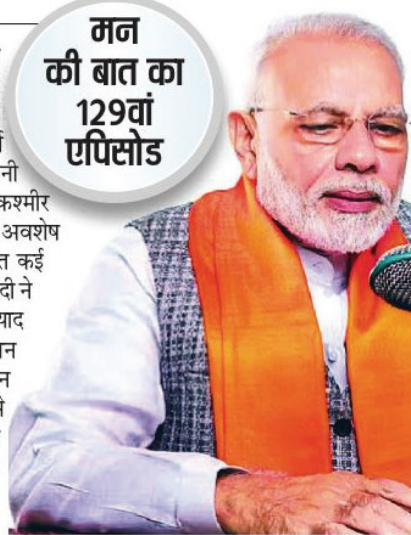 मन
की बात का
129वां
एपिसोड
नी
कश्मीर
अवशेष
त कई
दी ने
याद
न
न
से